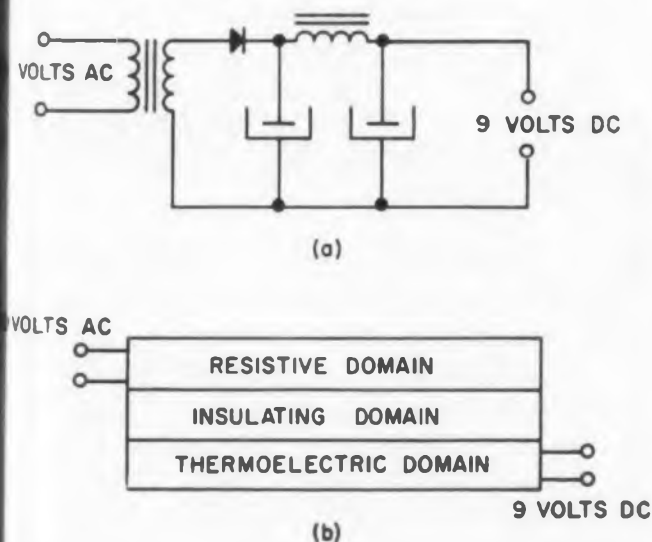 VOLTS AC
9 VOLTS DC
(a)
VOLTS AC
RESISTIVE DOMAIN
INSULATING DOMAIN
THERMOELECTRIC DOMAIN
9 VOLTS DC
(b)